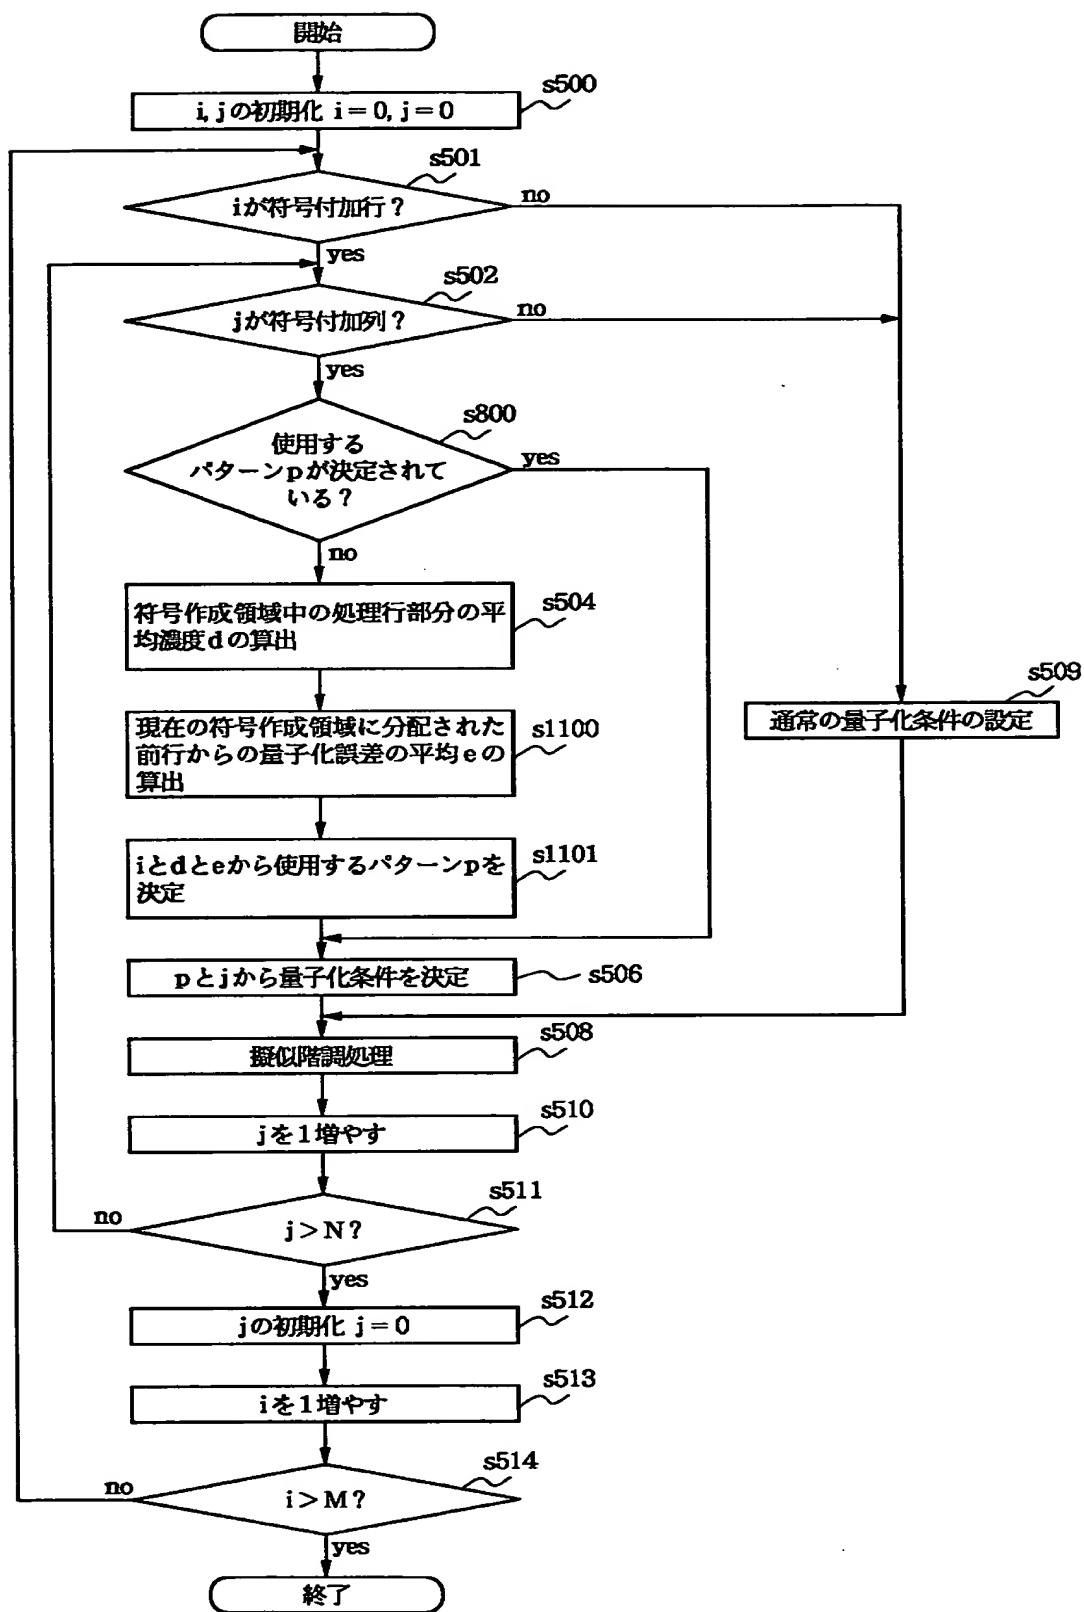 開始
s500
i, jの初期化 i = 0, j = 0
s501
iが符号付加行？
no
yes
s502
jが符号付加列？
no
yes
s800
使用する
パターンpが決定されて
いる？
yes
no
s504
符号作成領域中の処理行部分の平
均濃度dの算出
s509
通常の量子化条件の設定
s1100
現在の符号作成領域に分配された
前行からの量子化誤差の平均eの
算出
s1101
iとdとeから使用するパターンpを
決定
pとjから量子化条件を決定
s506
s508
擬似階調処理
s510
jを1増やす
s511
no
j > N？
yes
s512
jの初期化 j = 0
s513
iを1増やす
s514
no
i > M？
yes
終了